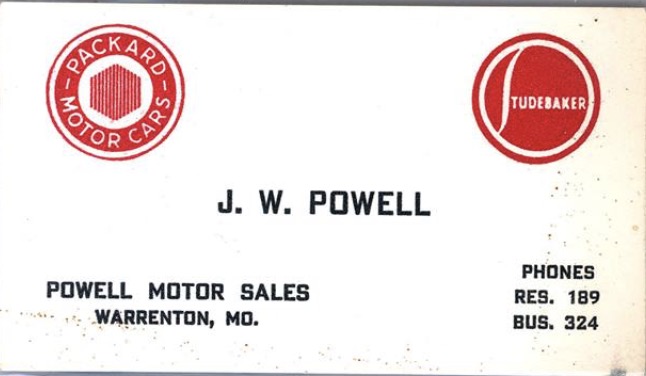 PACKARD
MOTOR CARS
STUDEBAKER
J. W. POWELL
POWELL MOTOR SALES
WARRENTON, MO.
PHONES
RES. 189
BUS. 324